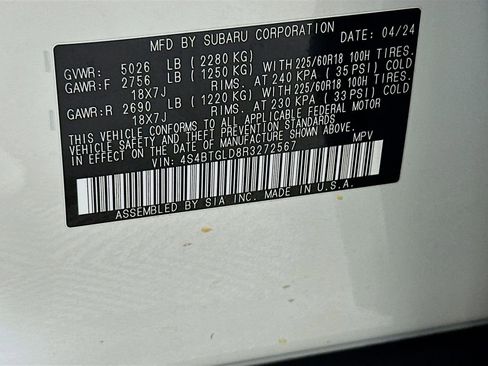 MFD BY SUBARU CORPORATION DATE: 04/24
GVWR: 5026 LB (2280 KG)
GAWR:F 2756 LB (1250 KG) WITH 225/60R18 100H TIRES.
18X7J RIMS. AT 240 KPA (35 PSI) COLD
GAWR:R 2690 LB (1220 KG) WITH 225/60R18 100H TIRES.
18X7J RIMS. AT 230 KPA (33 PSI) COLD
THIS VEHICLE CONFORMS TO ALL APPLICABLE FEDERAL MOTOR
VEHICLE SAFETY, BUMPER, AND THEFT PREVENTION STANDARDS
IN EFFECT ON THE DATE OF MANUFACTURE SHOWN ABOVE.
VIN: 4S4BTGLD8R3272567 MPV
ASSEMBLED BY SIA INC. MADE IN U.S.A.